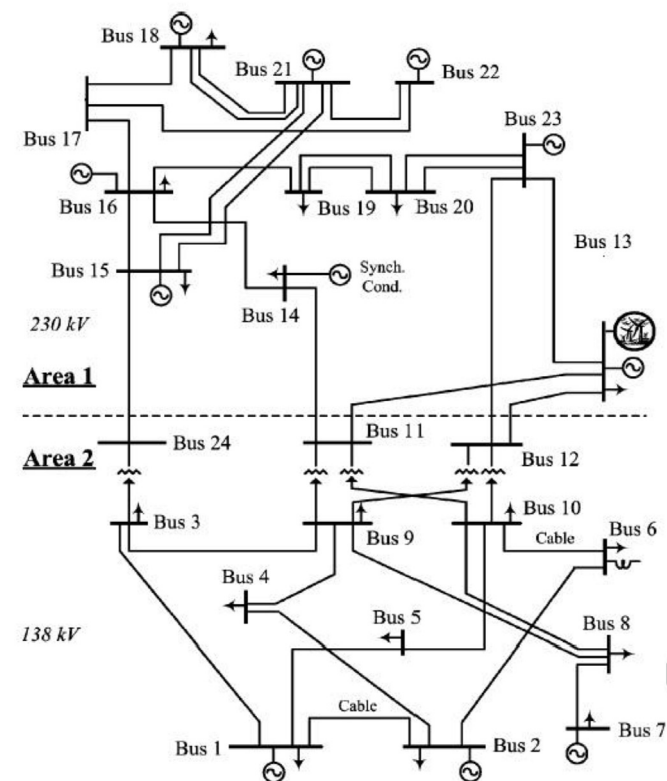 Bus 18
Bus 21
Bus 22
Bus 17
Bus 23
Bus 16
Bus 19
Bus 20
Bus 13
Bus 15
Synch.
Cond.
Bus 14
230 kV
Area 1
Bus 24
Bus 11
Bus 12
Area 2
Bus 3
Bus 9
Bus 10
Bus 6
Cable
Bus 4
Bus 5
Bus 8
138 kV
Cable
Bus 1
Bus 2
Bus 7